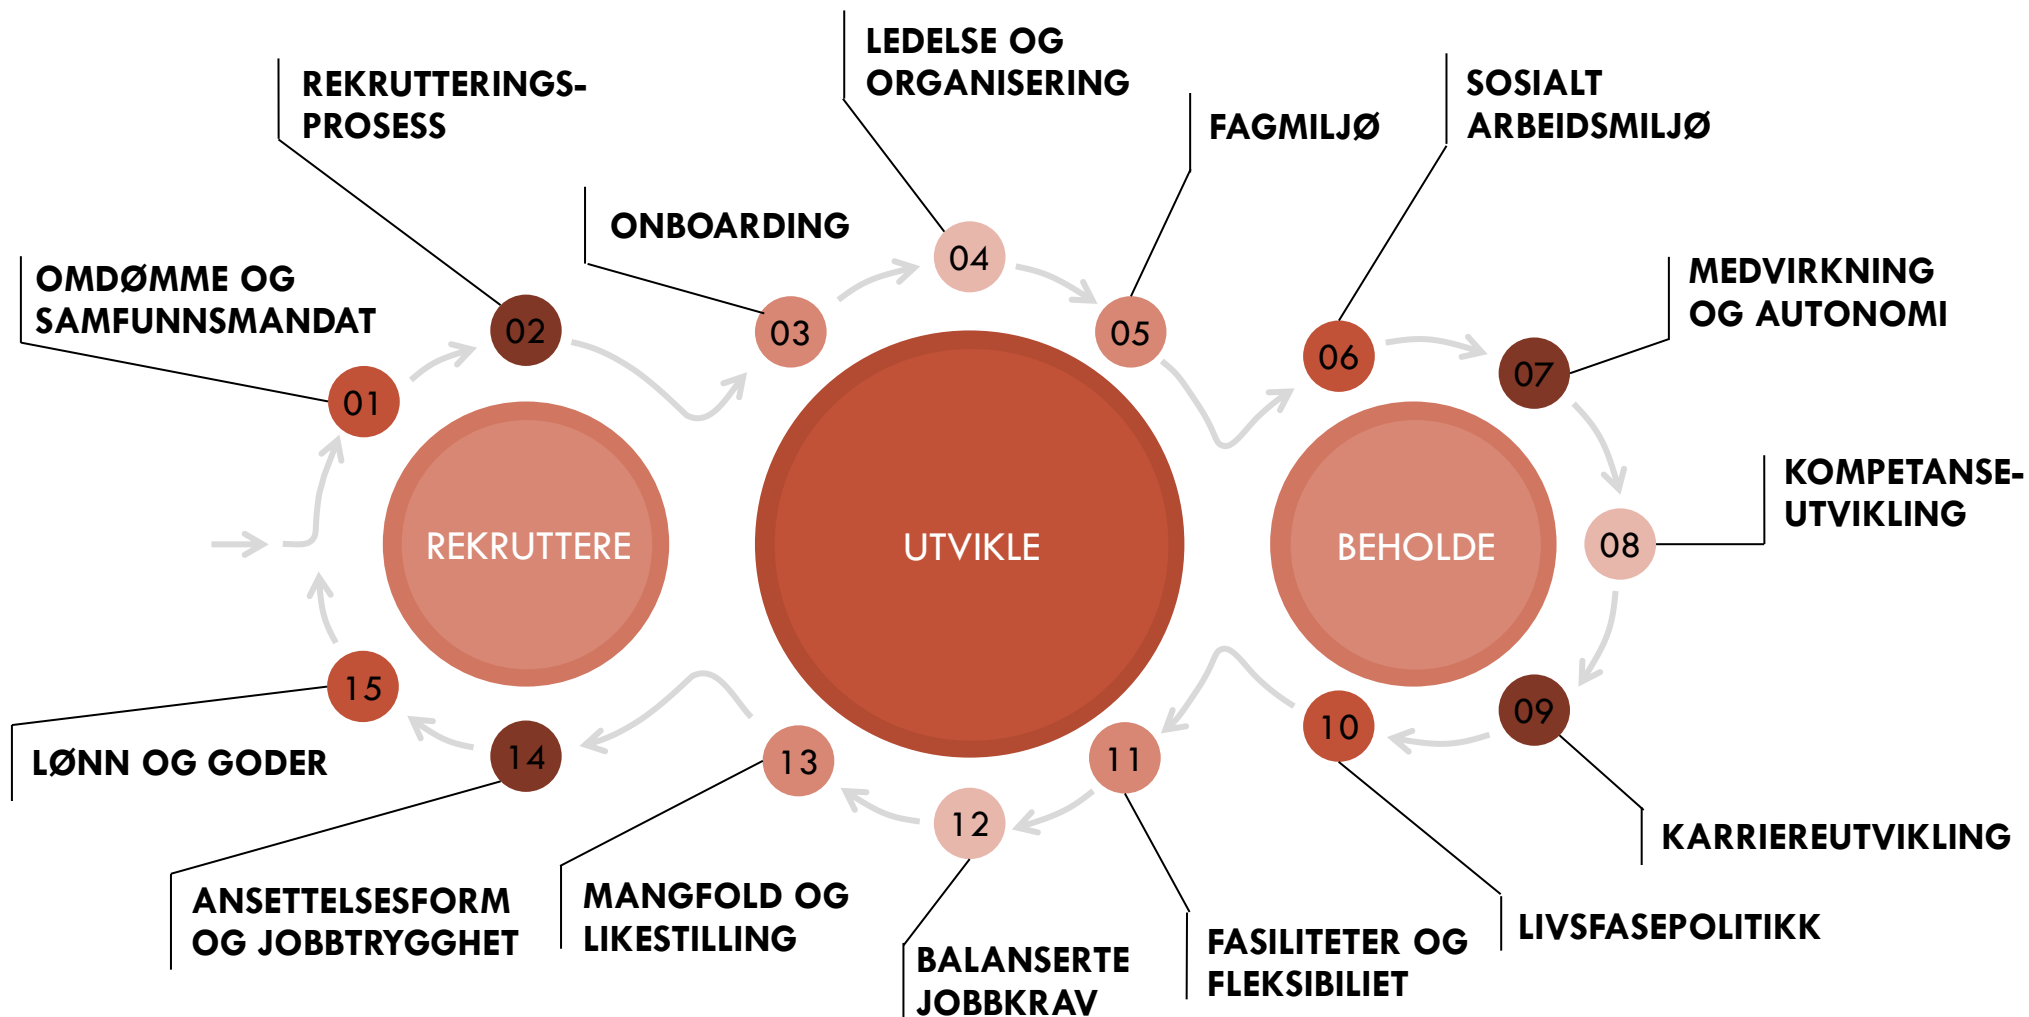 LEDELSE OG
ORGANISERING
REKRUTTERINGS-
PROSESS
SOSIALT
ARBEIDSMILJØ
FAGMILJØ
ONBOARDING
OMDØMME OG
SAMFUNNSMANDAT
MEDVIRKNING
OG AUTONOMI
KOMPETANSE-
UTVIKLING
01
02
03
04
05
06
07
08
REKRUTTERE
UTVIKLE
BEHOLDE
15
14
13
12
11
10
09
LØNN OG GODER
ANSETTELSESFORM
OG JOBBTRYGGHET
MANGFOLD OG
LIKESTILLING
BALANSERTE
JOBBKRAV
FASILITETER OG
FLEKSIBILIET
LIVSFASEPOLITIKK
KARRIEREUTVIKLING